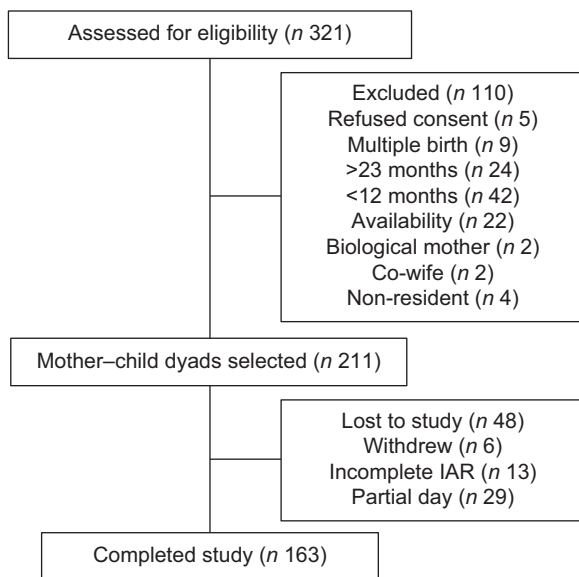 Assessed for eligibility (n 321)
Excluded (n 110)
Refused consent (n 5)
Multiple birth (n 9)
>23 months (n 24)
<12 months (n 42)
Availability (n 22)
Biological mother (n 2)
Co-wife (n 2)
Non-resident (n 4)
Mother–child dyads selected (n 211)
Lost to study (n 48)
Withdrew (n 6)
Incomplete IAR (n 13)
Partial day (n 29)
Completed study (n 163)